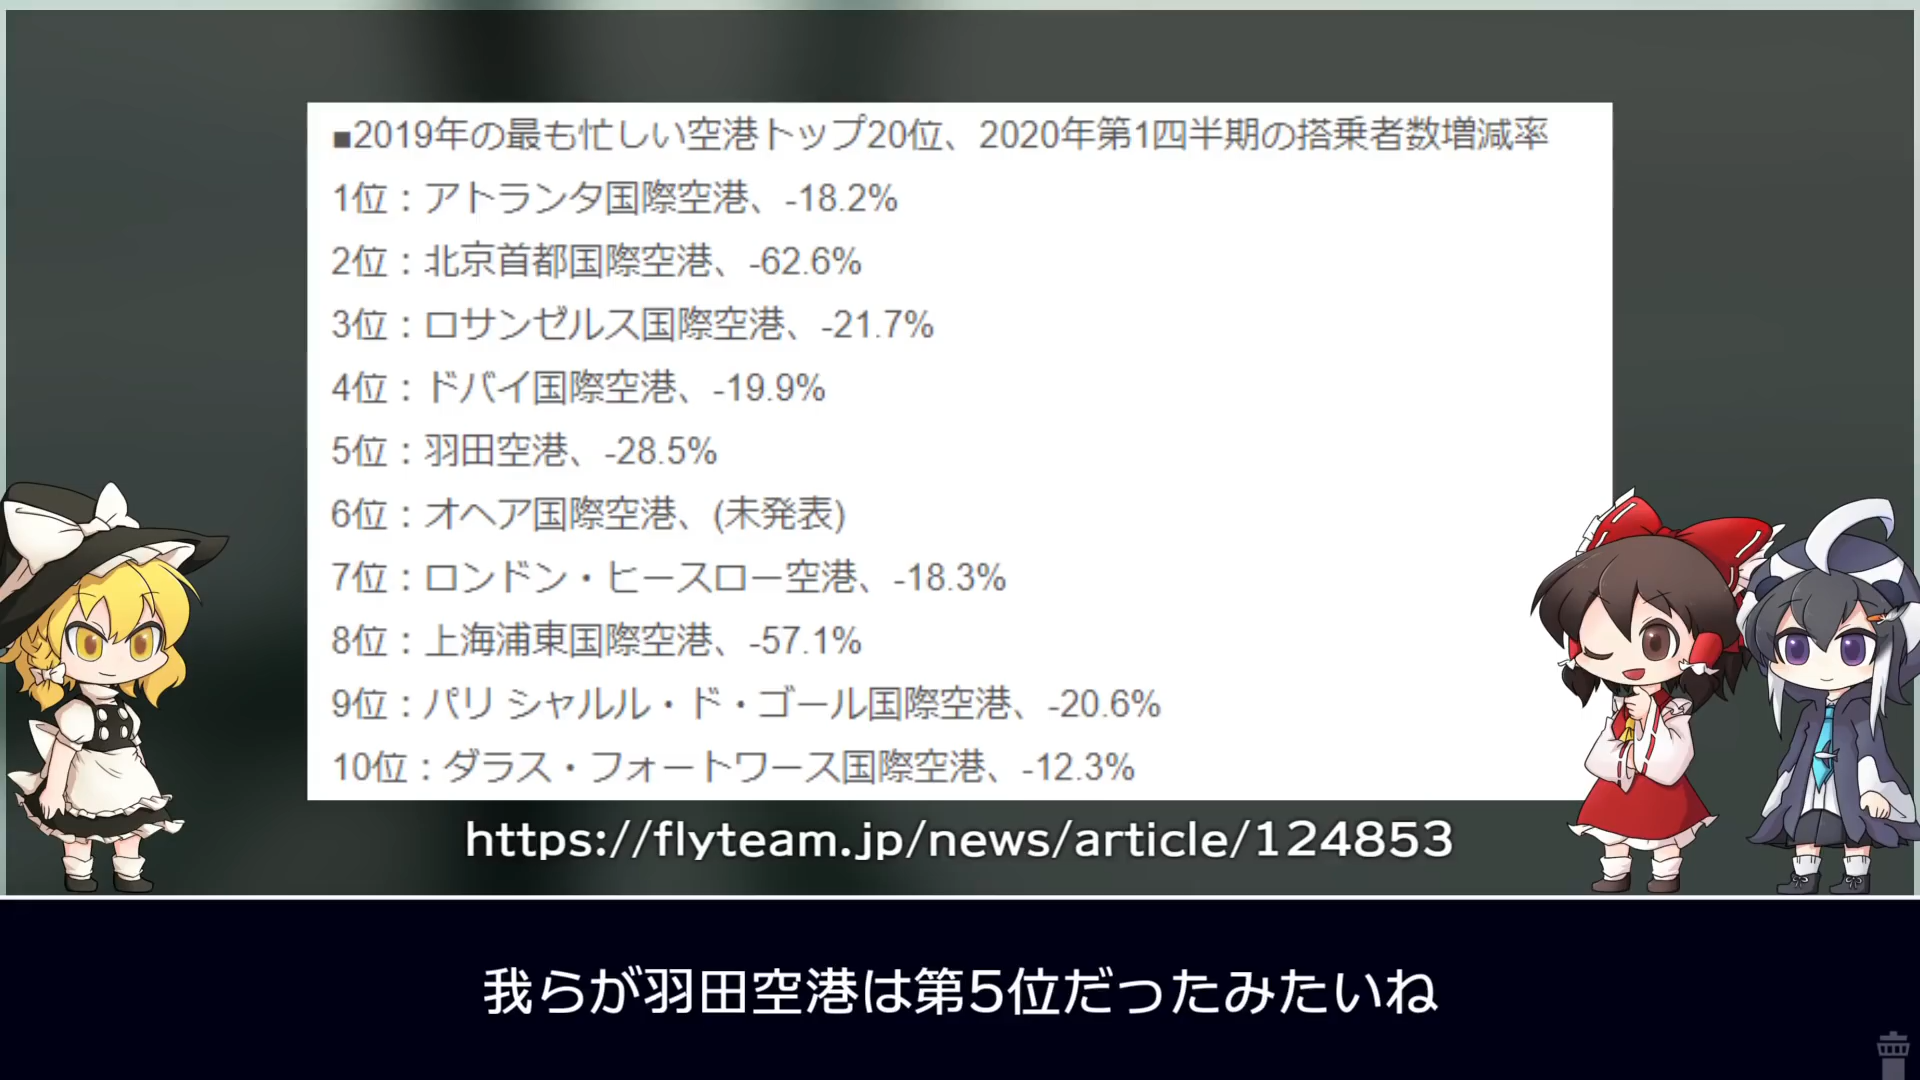 ■2019年の最も忙しい空港トップ20位、2020年第1四半期の搭乗者数増減率
1位：アトランタ国際空港、-18.2%
2位：北京首都国際空港、-62.6%
3位：ロサンゼルス国際空港、-21.7%
4位：ドバイ国際空港、-19.9%
5位：羽田空港、-28.5%
6位：オヘア国際空港、(未発表)
7位：ロンドン・ヒースロー空港、-18.3%
8位：上海浦東国際空港、-57.1%
9位：パリ シャルル・ド・ゴール国際空港、-20.6%
10位：ダラス・フォートワース国際空港、-12.3%
https://flyteam.jp/news/article/124853
我らが羽田空港は第5位だったみたいね